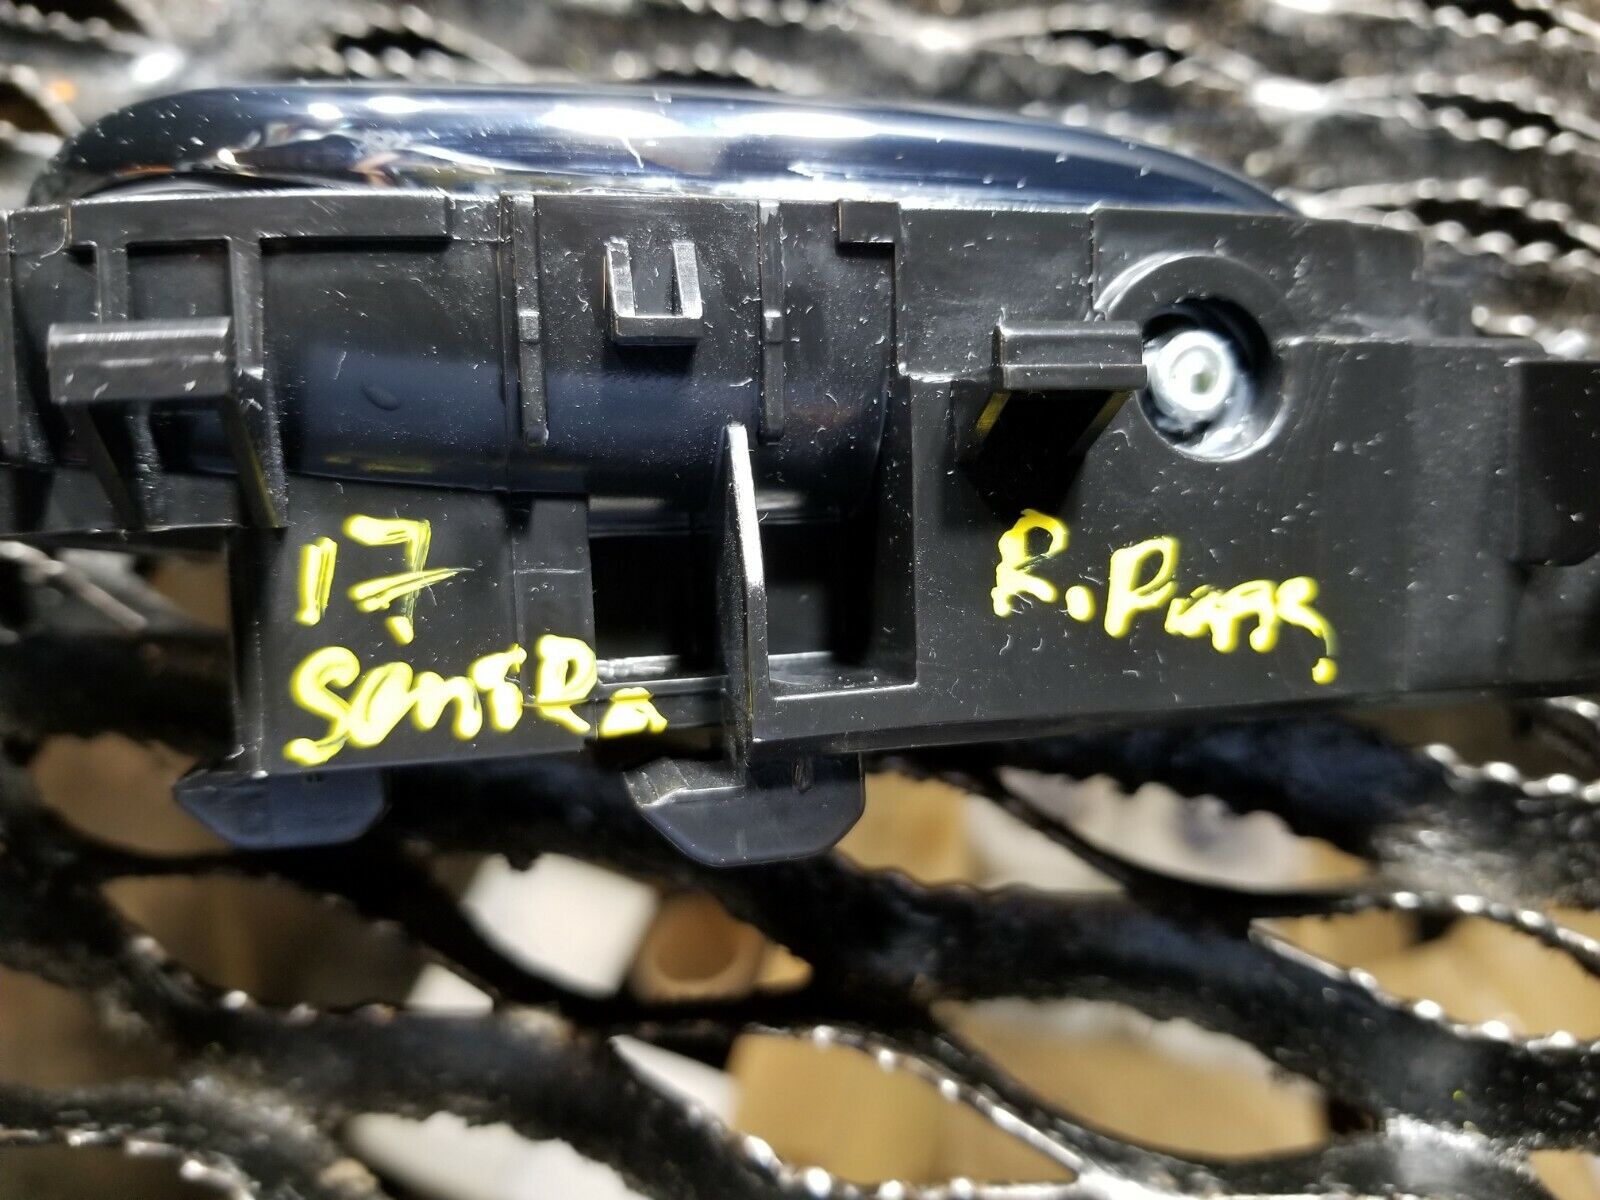 17
SENTRA
R. PASS.